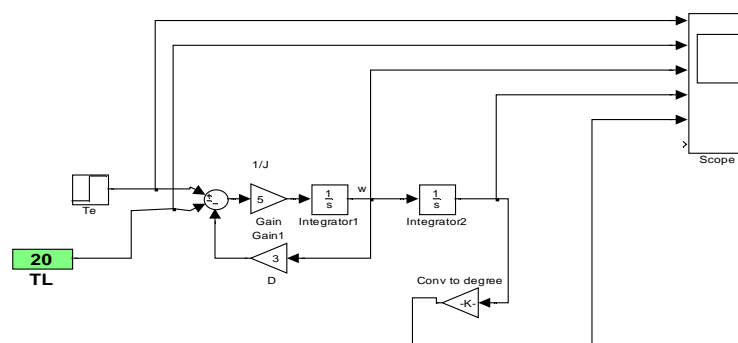 Scope
1/J
Te
5
1
s
w
1
s
Gain
Integrator1
Integrator2
Gain1
20
TL
3
D
Conv to degree
-K-